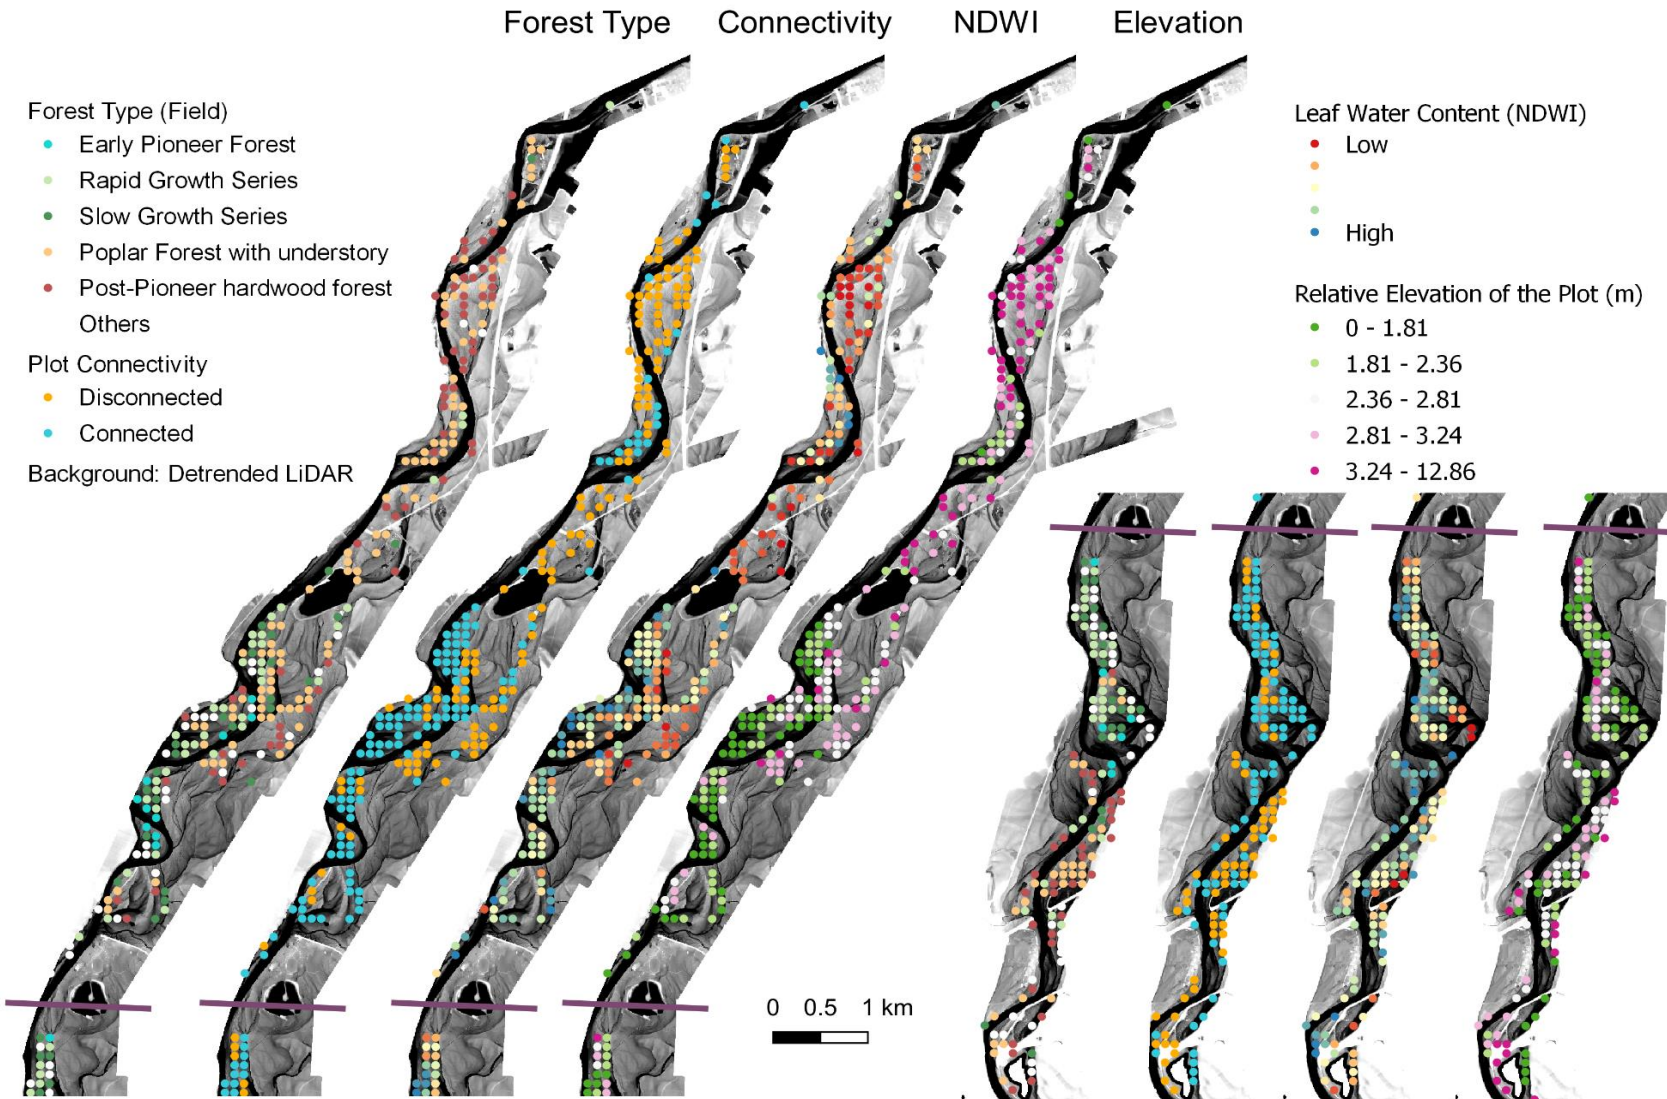 Forest Type Connectivity NDWI Elevation
Forest Type (Field)
Early Pioneer Forest
Rapid Growth Series
Slow Growth Series
Poplar Forest with understory
Post-Pioneer hardwood forest
Others
Plot Connectivity
Disconnected
Connected
Background: Detrended LiDAR
Leaf Water Content (NDWI)
Low
High
Relative Elevation of the Plot (m)
0 - 1.81
1.81 - 2.36
2.36 - 2.81
2.81 - 3.24
3.24 - 12.86
0 0.5 1 km